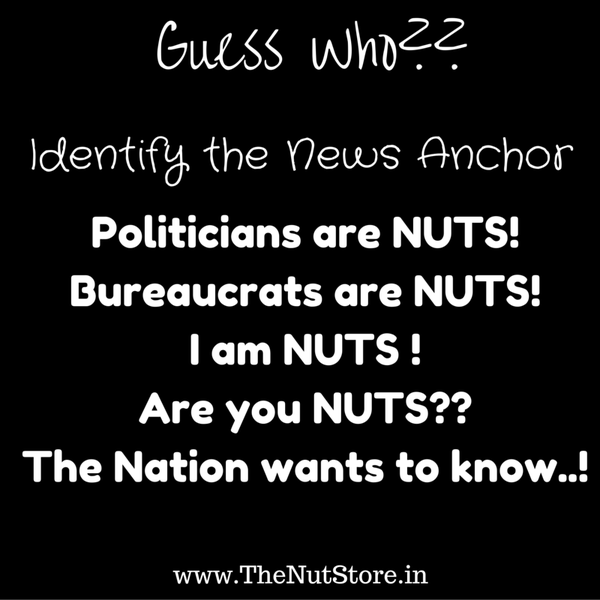 Guess Who??
Identify the News Anchor
Politicians are NUTS!
Bureaucrats are NUTS!
I am NUTS !
Are you NUTS??
The Nation wants to know..!
www.TheNutStore.in